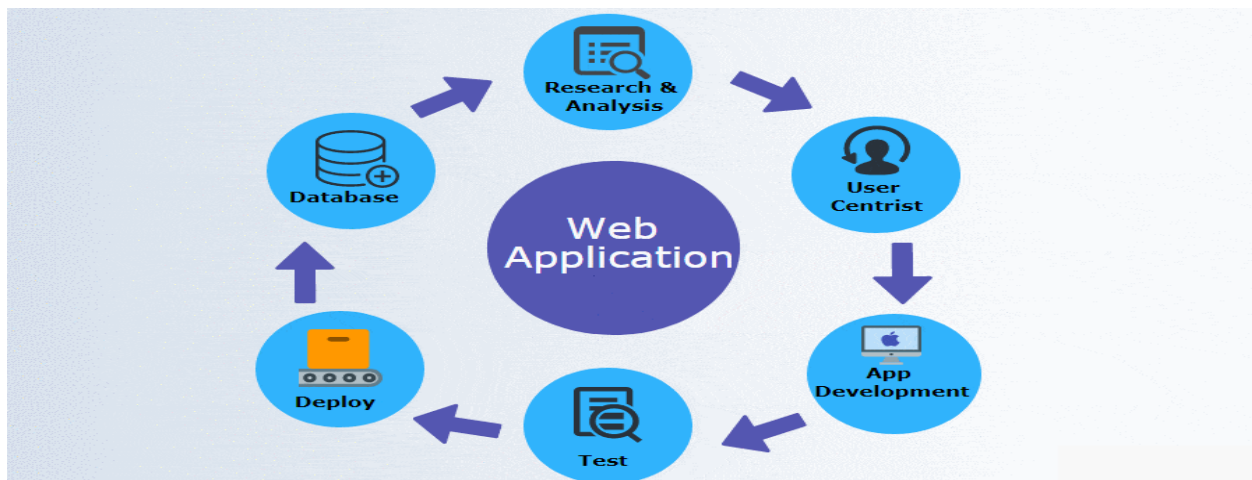 Research &
Analysis
User
Centrist
App
Development
Test
Deploy
Database
Web
Application